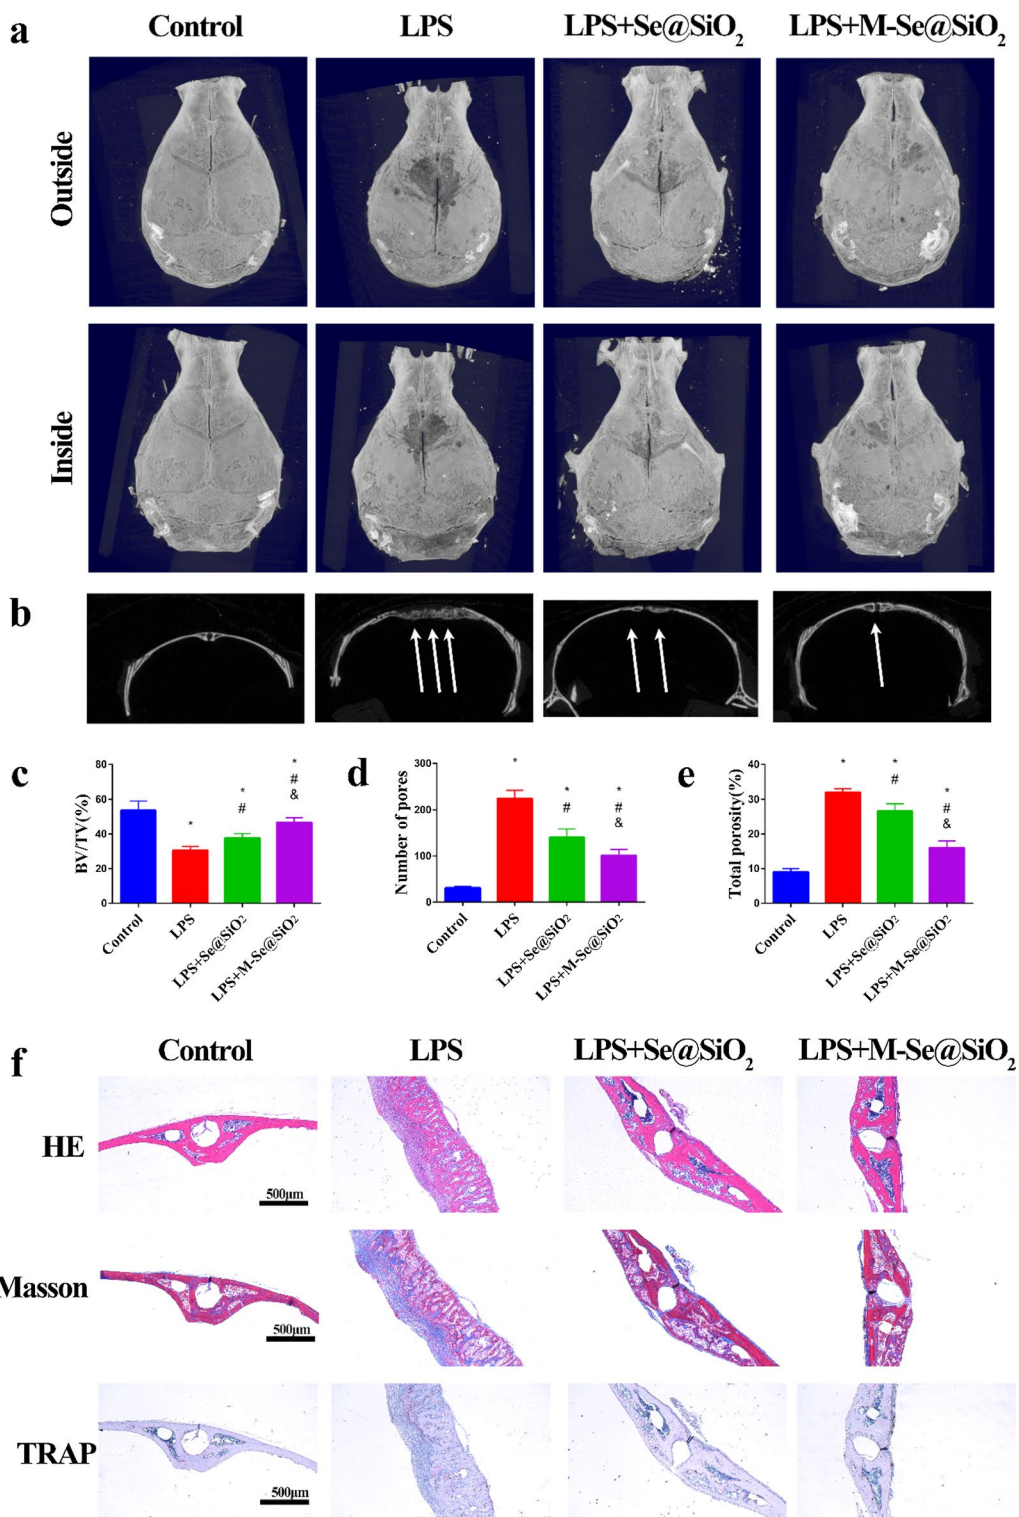 a
Control
LPS
LPS+Se@SiO2
LPS+M-Se@SiO2
Outside
Inside
b
c
80
60
40
20
0
BV/TV(%)
*
* #
* # &
Control
LPS
LPS+Se@SiO2
LPS+M-Se@SiO2
d
300
200
100
0
Number of pores
*
* #
* # &
Control
LPS
LPS+Se@SiO2
LPS+M-Se@SiO2
e
40
30
20
10
0
Total porosity(%)
*
* #
* # &
Control
LPS
LPS+Se@SiO2
LPS+M-Se@SiO2
f
Control
LPS
LPS+Se@SiO2
LPS+M-Se@SiO2
HE
500μm
Masson
500μm
TRAP
500μm